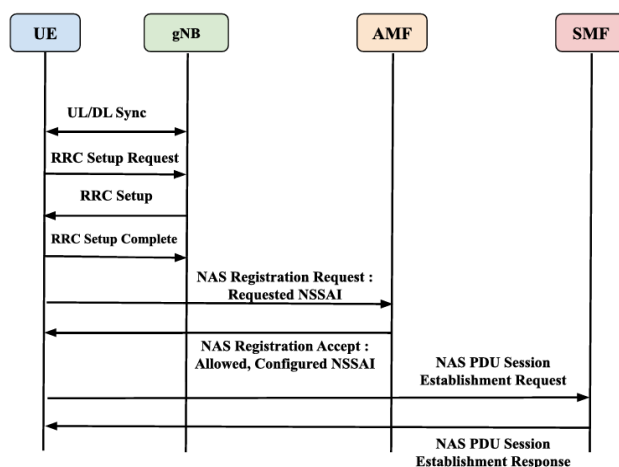 UE
gNB
AMF
SMF
UL/DL Sync
RRC Setup Request
RRC Setup
RRC Setup Complete
NAS Registration Request :
Requested NSSAI
NAS Registration Accept :
Allowed, Configured NSSAI
NAS PDU Session
Establishment Request
NAS PDU Session
Establishment Response